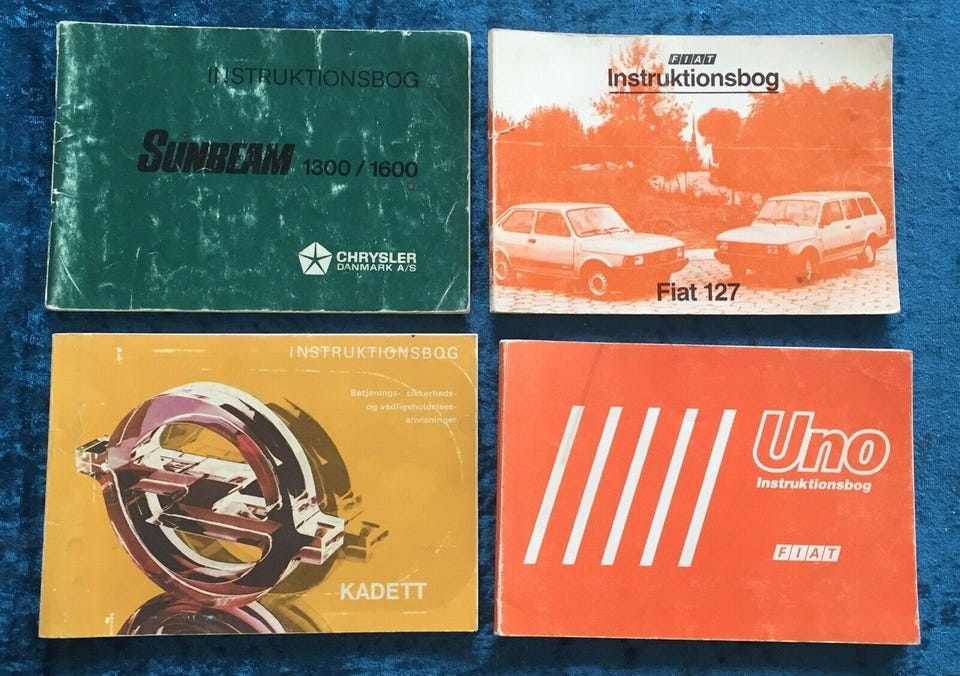 INSTRUKTIONSBOG
SUNBEAM 1300 / 1600
CHRYSLER
DANMARK A/S
FIAT
Instruktionsbog
Fiat 127
INSTRUKTIONSBOG
Betjenings- sikkerheds-
og vedligeholdelses-
anvisninger
KADETT
Uno
Instruktionsbog
FIAT